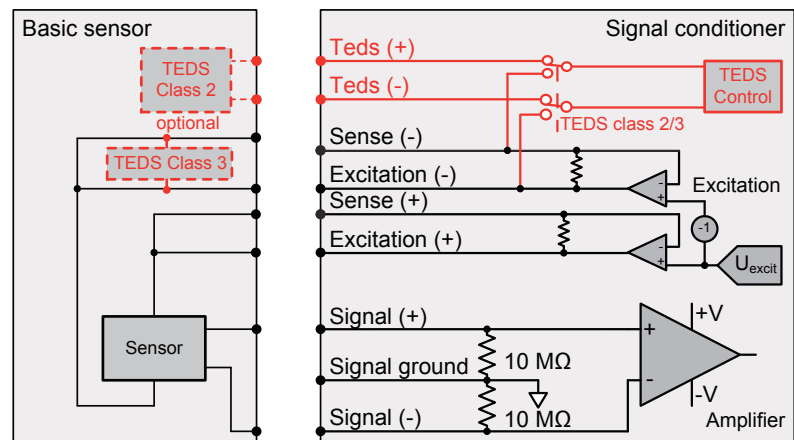 Basic sensor
TEDS
Class 2
optional
TEDS Class 3
Sensor
Signal conditioner
Teds (+)
Teds (-)
TEDS
Control
TEDS class 2/3
Sense (-)
Excitation (-)
Excitation
Sense (+)
Excitation (+)
-
+
-1
-
+
Uexcit
Signal (+)
+
+V
10 MΩ
Signal ground
-
-V
10 MΩ
Signal (-)
Amplifier